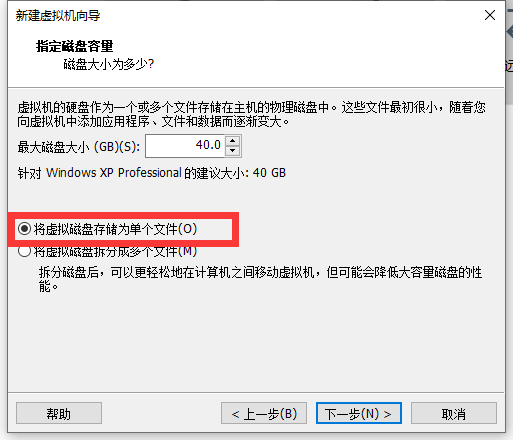 新建虚拟机向导
指定磁盘容量
磁盘大小为多少?
虚拟机的硬盘作为一个或多个文件存储在主机的物理磁盘中。这些文件最初很小，随着您
向虚拟机中添加应用程序、文件和数据而逐渐变大。
最大磁盘大小 (GB)(S): 40.0
针对 Windows XP Professional 的建议大小: 40 GB
将虚拟磁盘存储为单个文件(O)
将虚拟磁盘拆分成多个文件(M)
拆分磁盘后，可以更轻松地在计算机之间移动虚拟机，但可能会降低大容量磁盘的性
能。
帮助 < 上一步(B) 下一步(N) > 取消